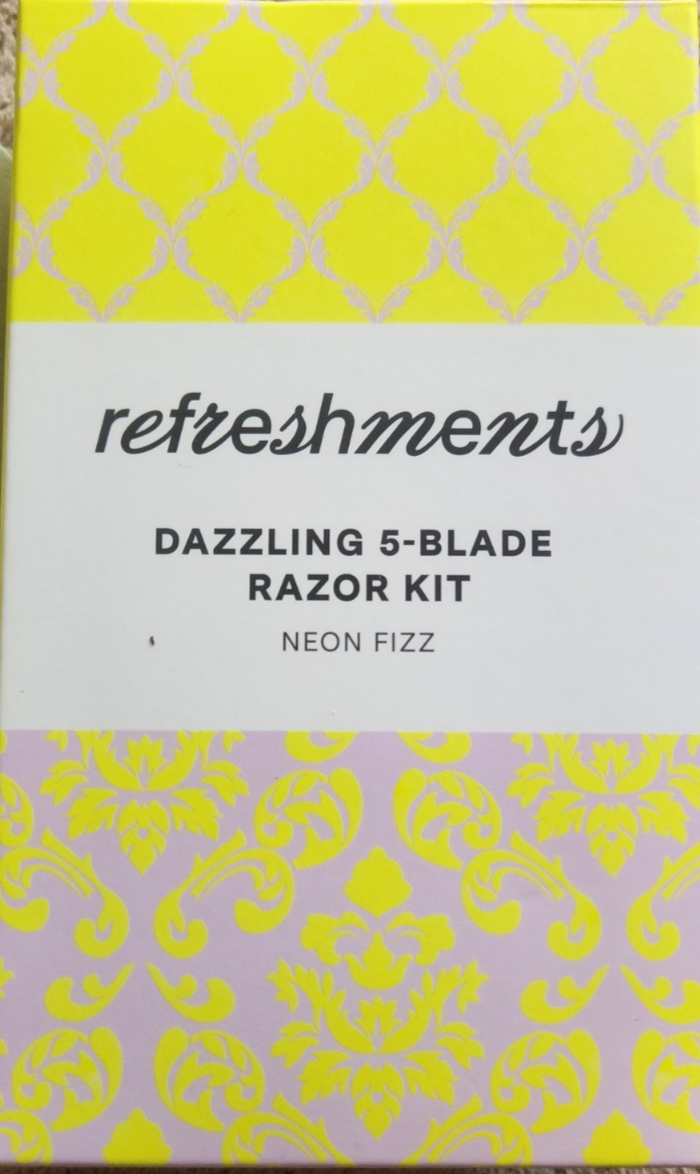 refreshments
DAZZLING 5-BLADE
RAZOR KIT
NEON FIZZ